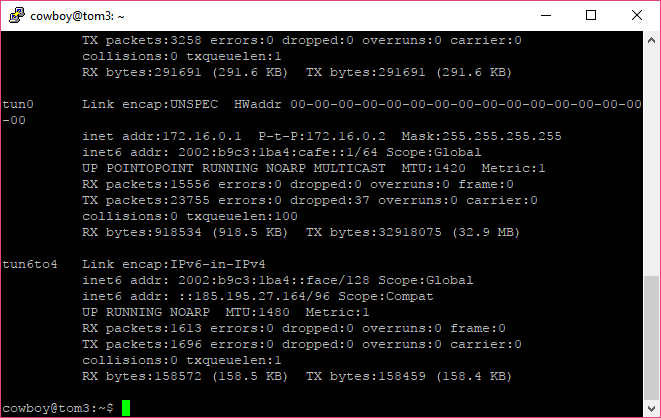 cowboy@tom3: ~
TX packets:3258 errors:0 dropped:0 overruns:0 carrier:0
collisions:0 txqueuelen:1
RX bytes:291691 (291.6 KB)  TX bytes:291691 (291.6 KB)
tun0      Link encap:UNSPEC  HWaddr 00-00-00-00-00-00-00-00-00-00-00-00-00-00-00
-00
inet addr:172.16.0.1  P-t-P:172.16.0.2  Mask:255.255.255.255
inet6 addr: 2002:b9c3:1ba4:cafe::1/64 Scope:Global
UP POINTOPOINT RUNNING NOARP MULTICAST  MTU:1420  Metric:1
RX packets:15556 errors:0 dropped:0 overruns:0 frame:0
TX packets:23755 errors:0 dropped:37 overruns:0 carrier:0
collisions:0 txqueuelen:100
RX bytes:918534 (918.5 KB)  TX bytes:32918075 (32.9 MB)
tun6to4   Link encap:IPv6-in-IPv4
inet6 addr: 2002:b9c3:1ba4::face/128 Scope:Global
inet6 addr: ::185.195.27.164/96 Scope:Compat
UP RUNNING NOARP  MTU:1480  Metric:1
RX packets:1613 errors:0 dropped:0 overruns:0 frame:0
TX packets:1696 errors:0 dropped:0 overruns:0 carrier:0
collisions:0 txqueuelen:1
RX bytes:158572 (158.5 KB)  TX bytes:158459 (158.4 KB)
cowboy@tom3:~$